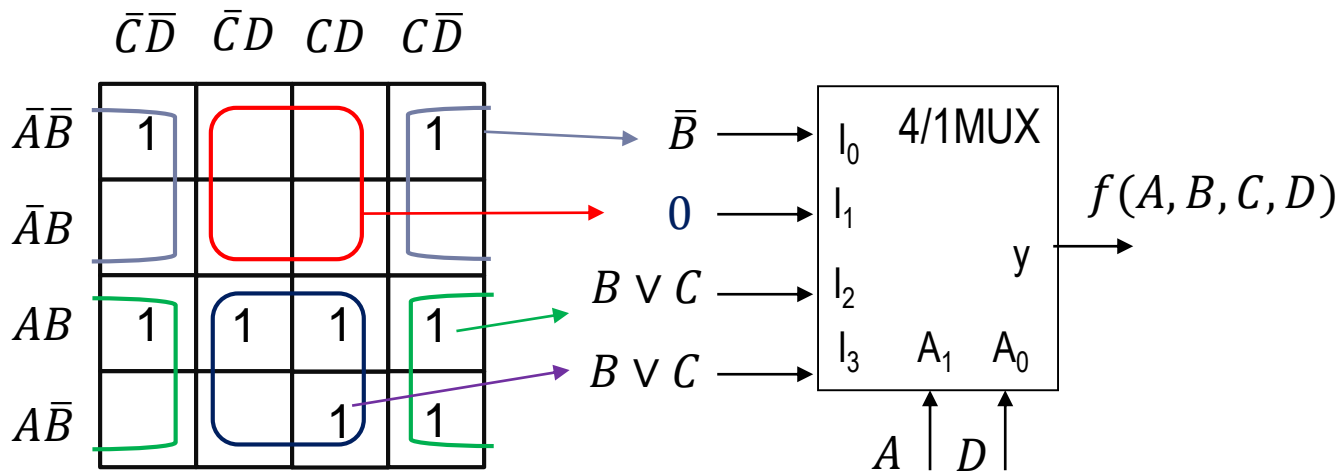 C̄D̄ C̄D CD CD̄
ĀB̄ 1 1 B̄ I₀ 4/1MUX
ĀB 0 I₁ f(A, B, C, D)
y
AB 1 1 1 1 B ∨ C I₂
AB̄ 1 1 B ∨ C I₃ A₁ A₀
A D